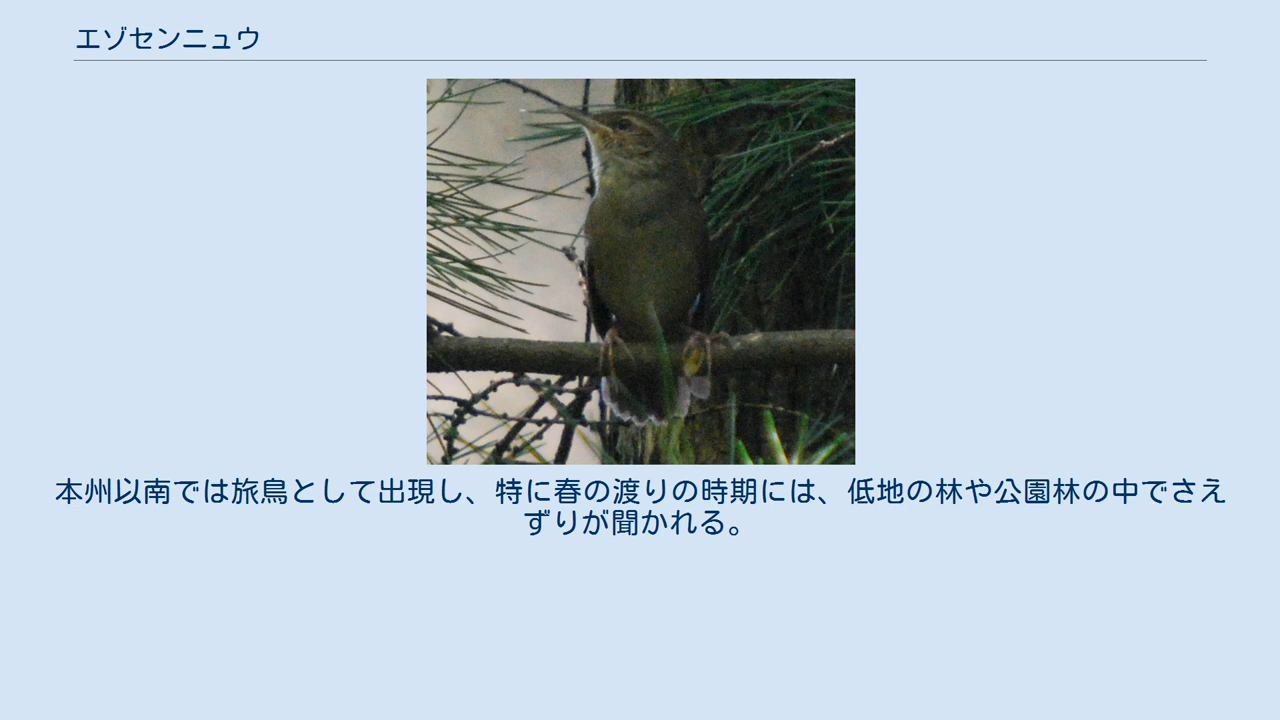 エゾセンニュウ
本州以南では旅鳥として出現し、特に春の渡りの時期には、低地の林や公園林の中でさえ
ずりが聞かれる。